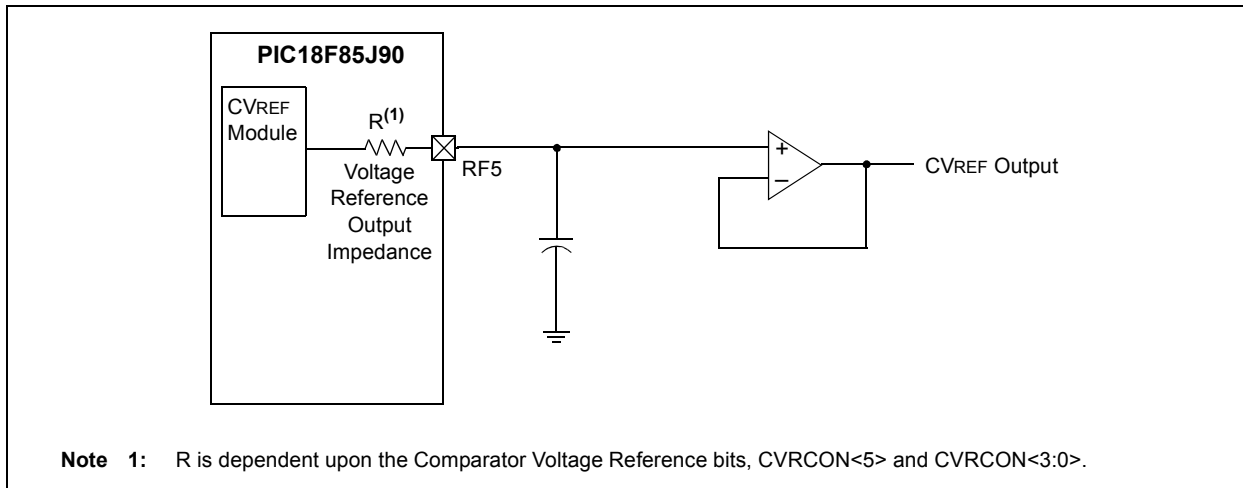 PIC18F85J90
CVREF
Module
R(1)
Voltage
Reference
Output
Impedance
RF5
+
–
CVREF Output
Note 1: R is dependent upon the Comparator Voltage Reference bits, CVRCON<5> and CVRCON<3:0>.